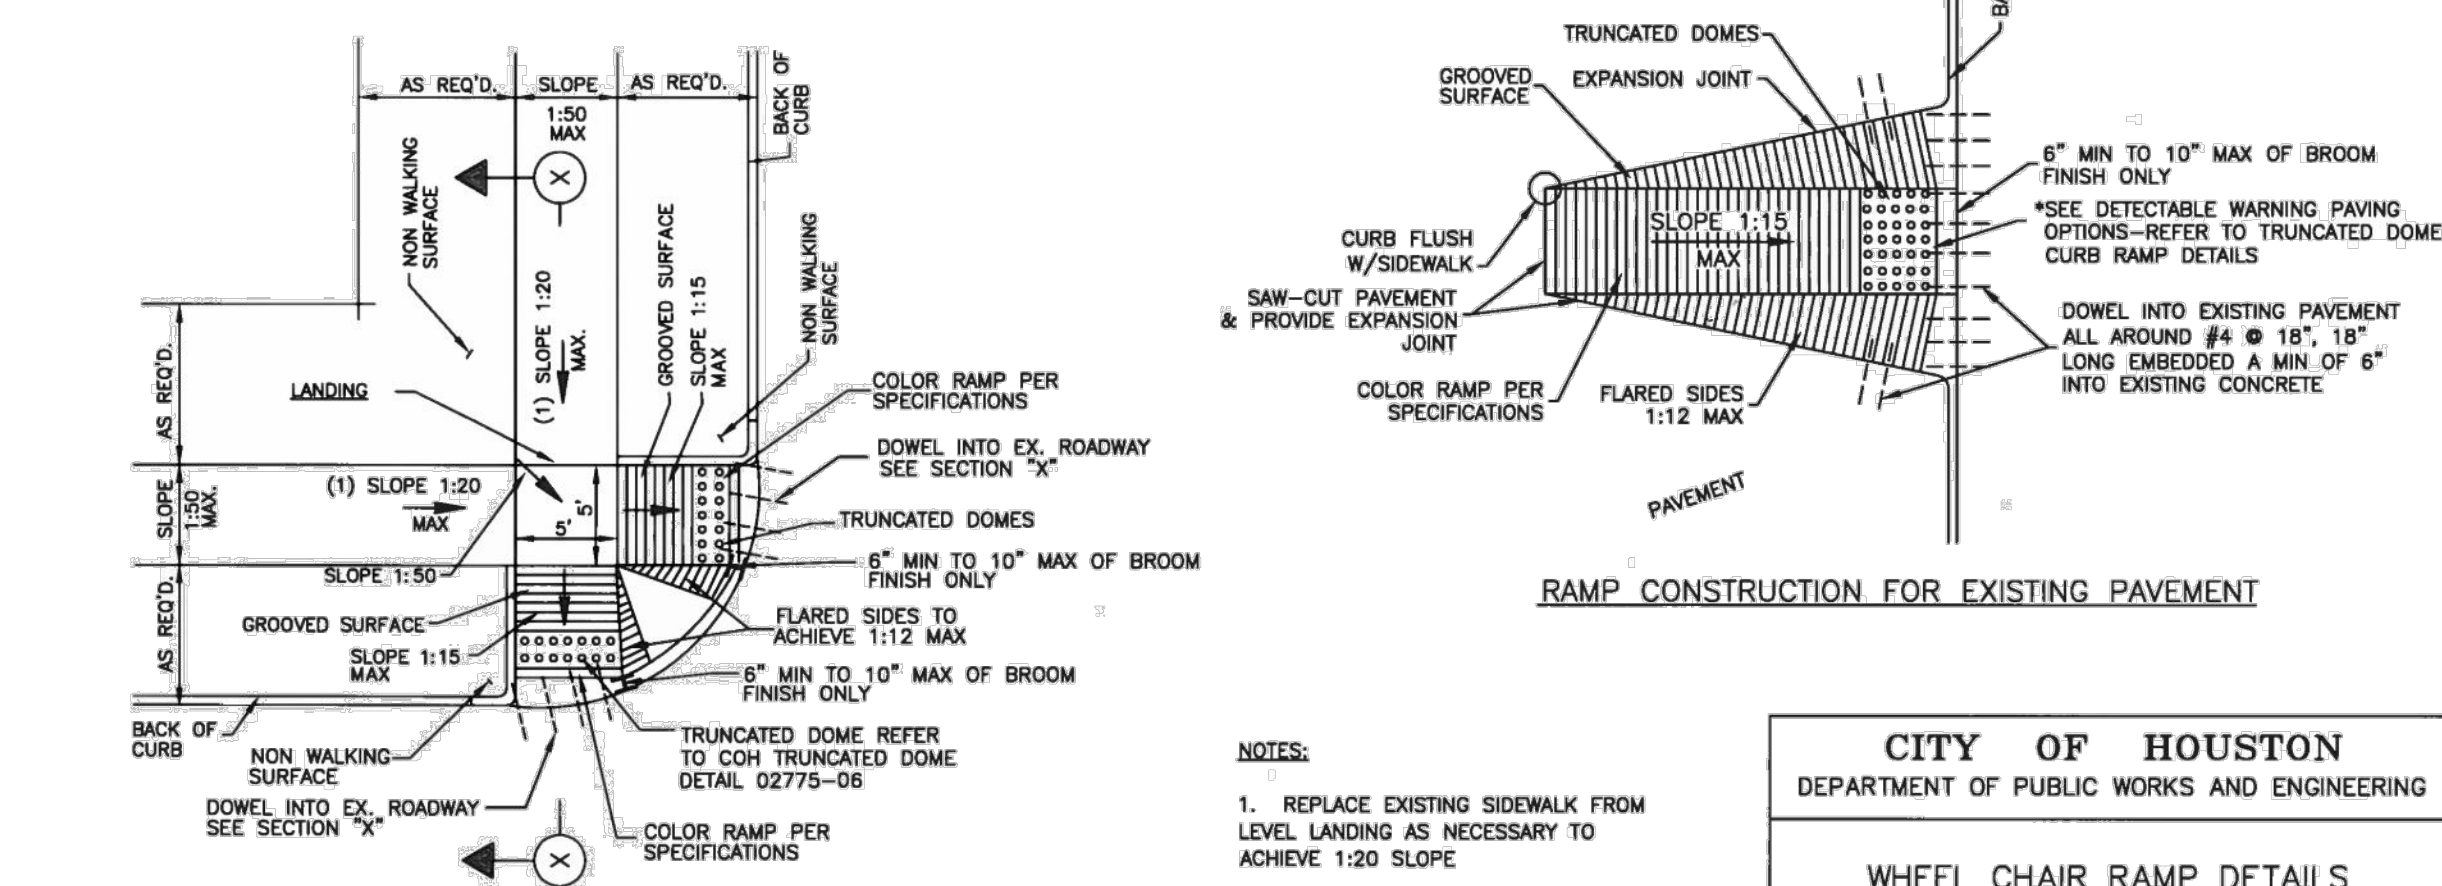 AS REQ'D.
SLOPE
AS REQ'D.
1:50
MAX
BACK OF
CURB
NON WALKING
SURFACE
X
(1) SLOPE 1:20
MAX.
GROOVED SURFACE
SLOPE 1:15
MAX
NON WALKING
SURFACE
AS REQ'D.
LANDING
COLOR RAMP PER
SPECIFICATIONS
DOWEL INTO EX. ROADWAY
SEE SECTION "X"
SLOPE
1:50
MAX.
(1) SLOPE 1:20
MAX
5'
5'
TRUNCATED DOMES
6" MIN TO 10" MAX OF BROOM
FINISH ONLY
SLOPE 1:50
AS REQ'D.
GROOVED SURFACE
FLARED SIDES TO
ACHIEVE 1:12 MAX
SLOPE 1:15
MAX
6" MIN TO 10" MAX OF BROOM
FINISH ONLY
BACK OF
CURB
NON WALKING
SURFACE
TRUNCATED DOME REFER
TO COH TRUNCATED DOME
DETAIL 02775-06
DOWEL INTO EX. ROADWAY
SEE SECTION "X"
COLOR RAMP PER
SPECIFICATIONS
X
TRUNCATED DOMES
GROOVED
SURFACE
EXPANSION JOINT
6" MIN TO 10" MAX OF BROOM
FINISH ONLY
*SEE DETECTABLE WARNING PAVING
OPTIONS-REFER TO TRUNCATED DOME
CURB RAMP DETAILS
SLOPE 1:15
MAX
CURB FLUSH
W/SIDEWALK
SAW-CUT PAVEMENT
& PROVIDE EXPANSION
JOINT
DOWEL INTO EXISTING PAVEMENT
ALL AROUND #4 @ 18", 18"
LONG EMBEDDED A MIN OF 6"
INTO EXISTING CONCRETE
COLOR RAMP PER
SPECIFICATIONS
FLARED SIDES
1:12 MAX
PAVEMENT
RAMP CONSTRUCTION FOR EXISTING PAVEMENT
NOTES:
1. REPLACE EXISTING SIDEWALK FROM
LEVEL LANDING AS NECESSARY TO
ACHIEVE 1:20 SLOPE
CITY OF HOUSTON
DEPARTMENT OF PUBLIC WORKS AND ENGINEERING
WHEEL CHAIR RAMP DETAILS